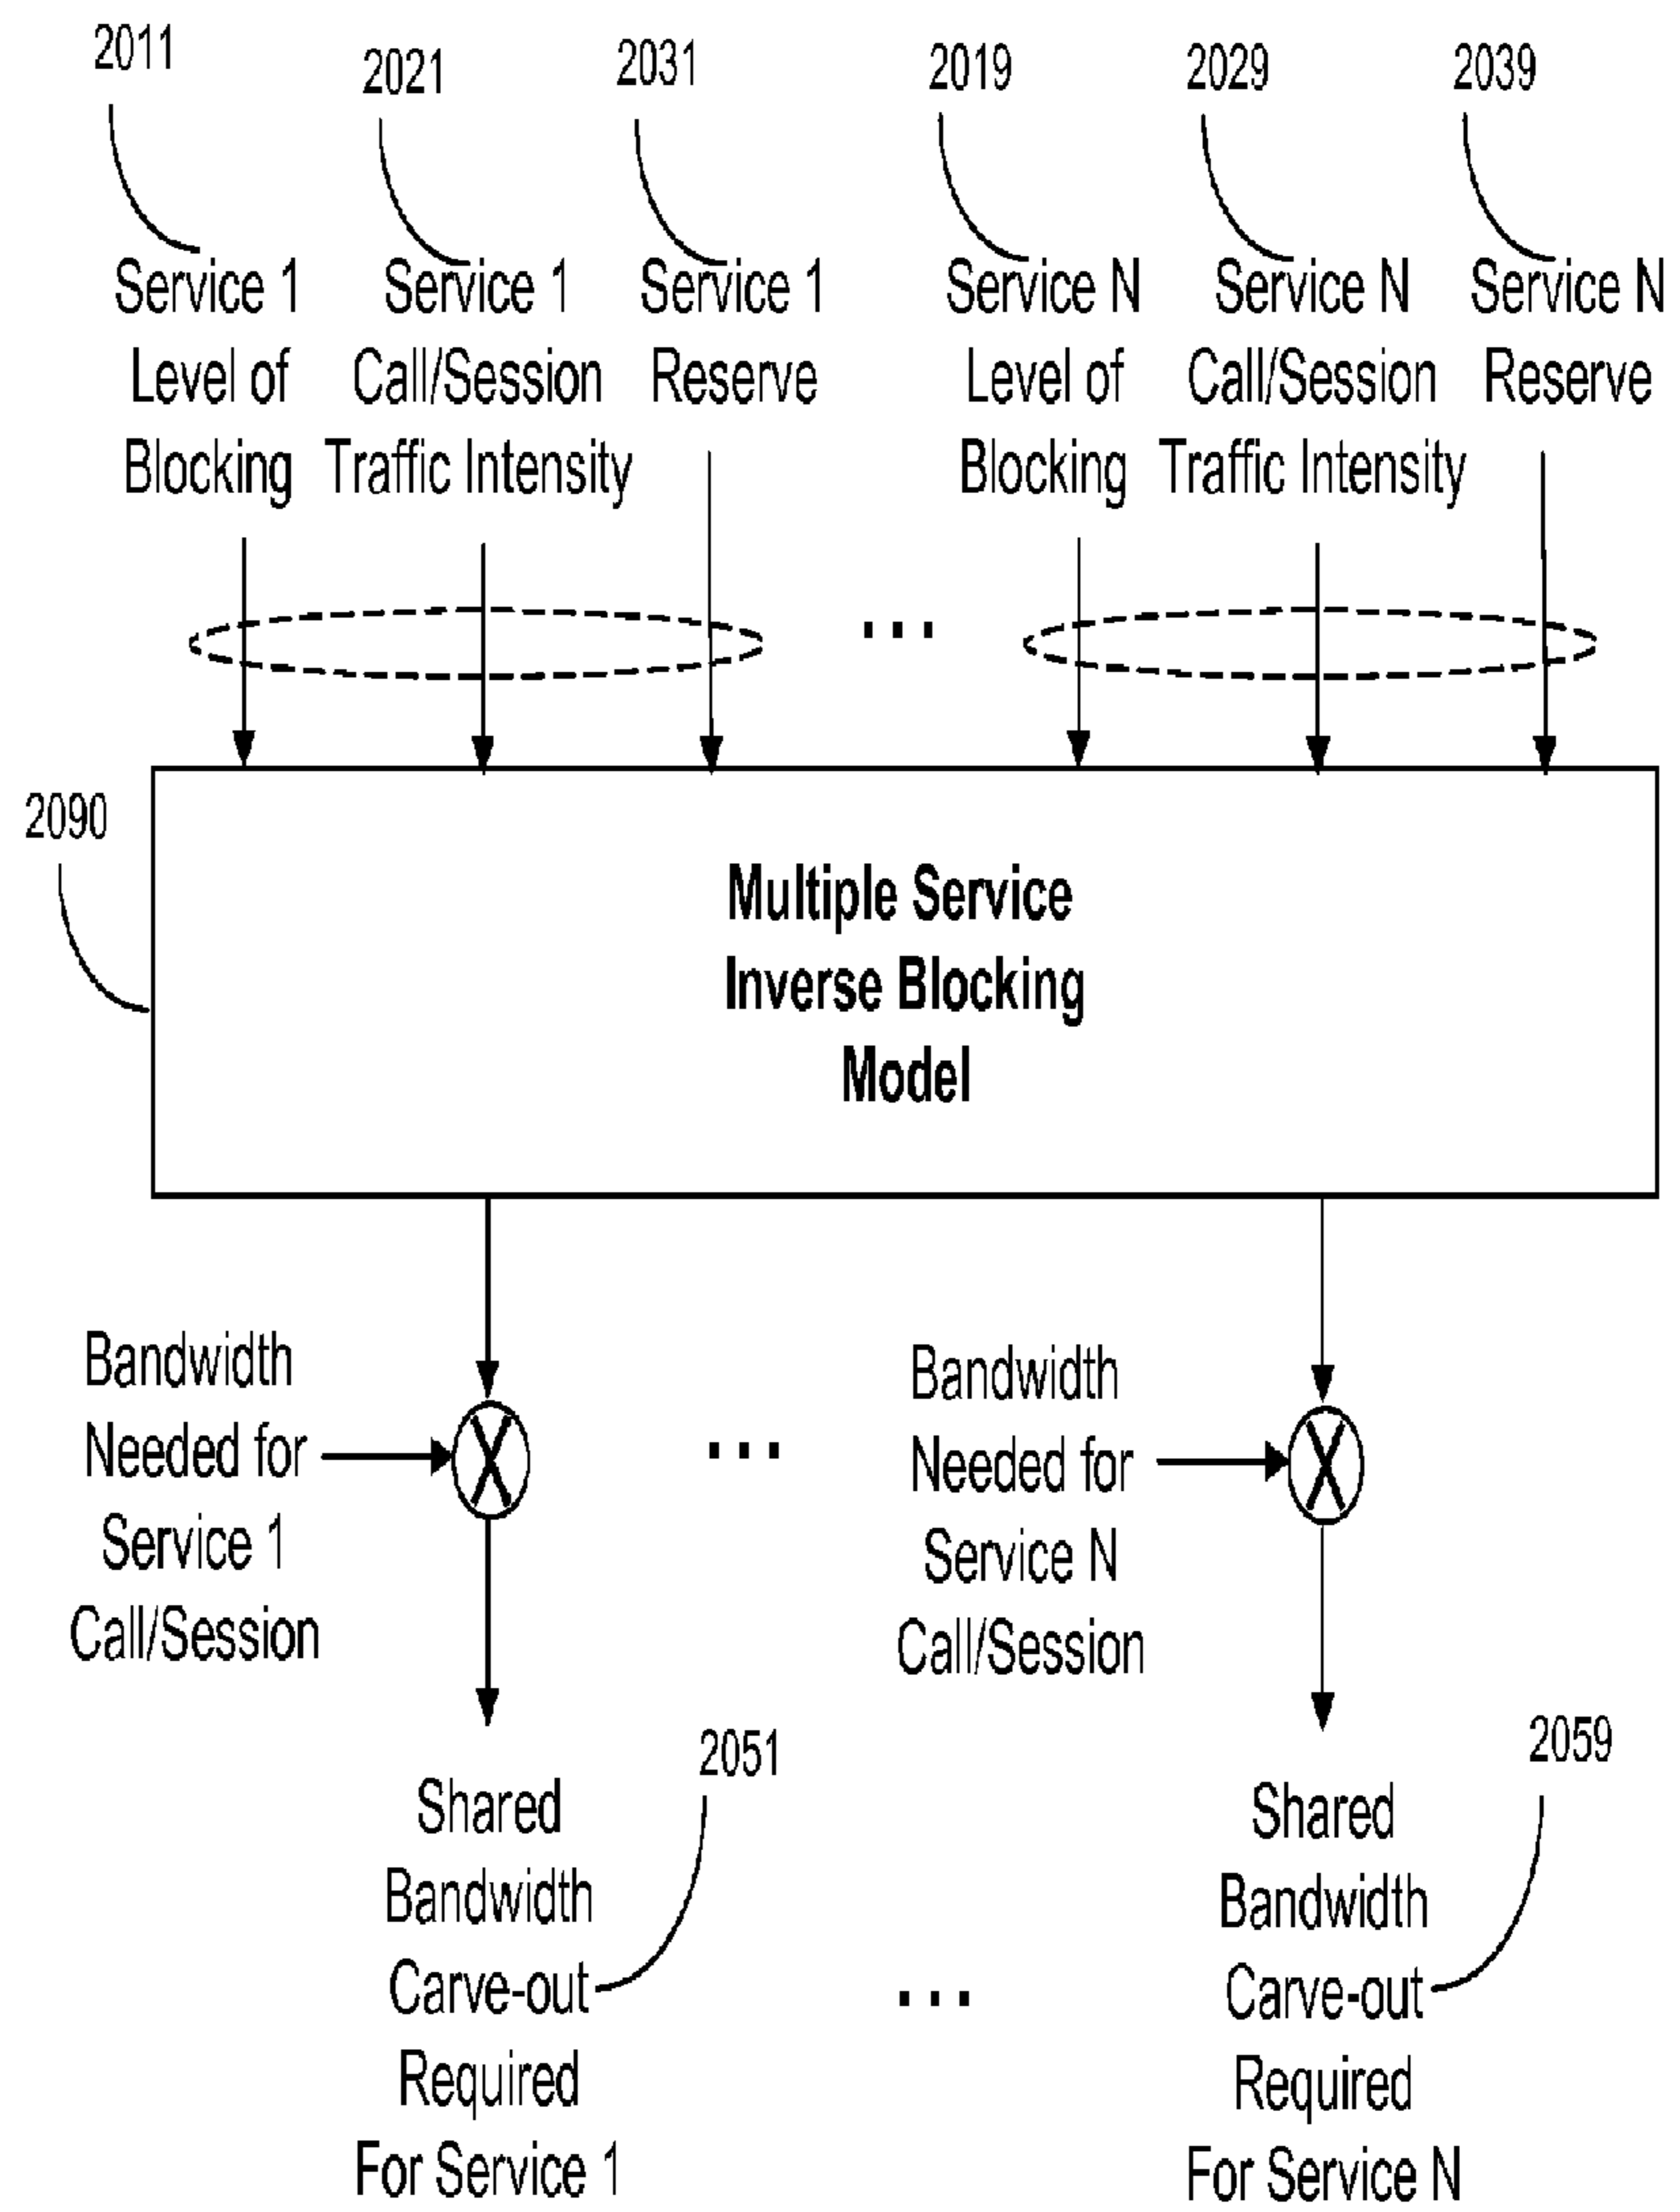 2011
2021
2031
2019
2029
2039
Service 1
Level of
Blocking
Service 1
Call/Session
Traffic Intensity
Service 1
Reserve
...
Service N
Level of
Blocking
Service N
Call/Session
Traffic Intensity
Service N
Reserve
2090
Multiple Service
Inverse Blocking
Model
Bandwidth
Needed for
Service 1
Call/Session
X
...
Bandwidth
Needed for
Service N
Call/Session
X
2051
Shared
Bandwidth
Carve-out
Required
For Service 1
...
2059
Shared
Bandwidth
Carve-out
Required
For Service N